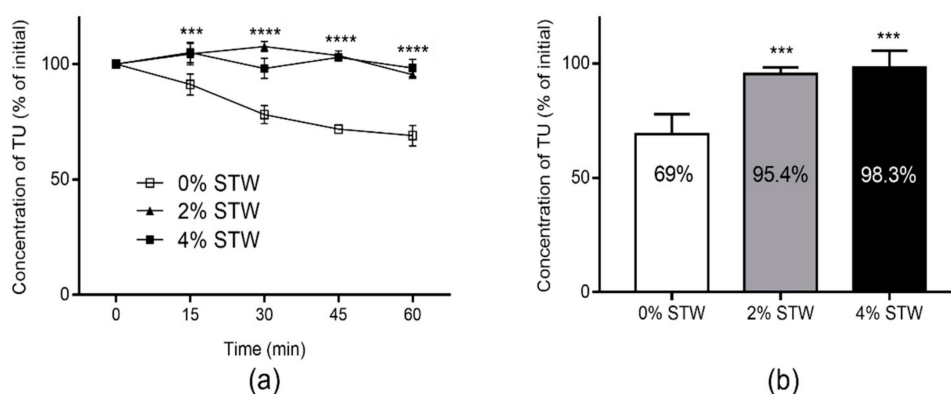 Concentration of TU (% of initial)
100
50
0
*** **** **** ****
0% STW
2% STW
4% STW
0 15 30 45 60
Time (min)
(a)
Concentration of TU (% of initial)
100
50
0
*** ***
69% 95.4% 98.3%
0% STW 2% STW 4% STW
(b)